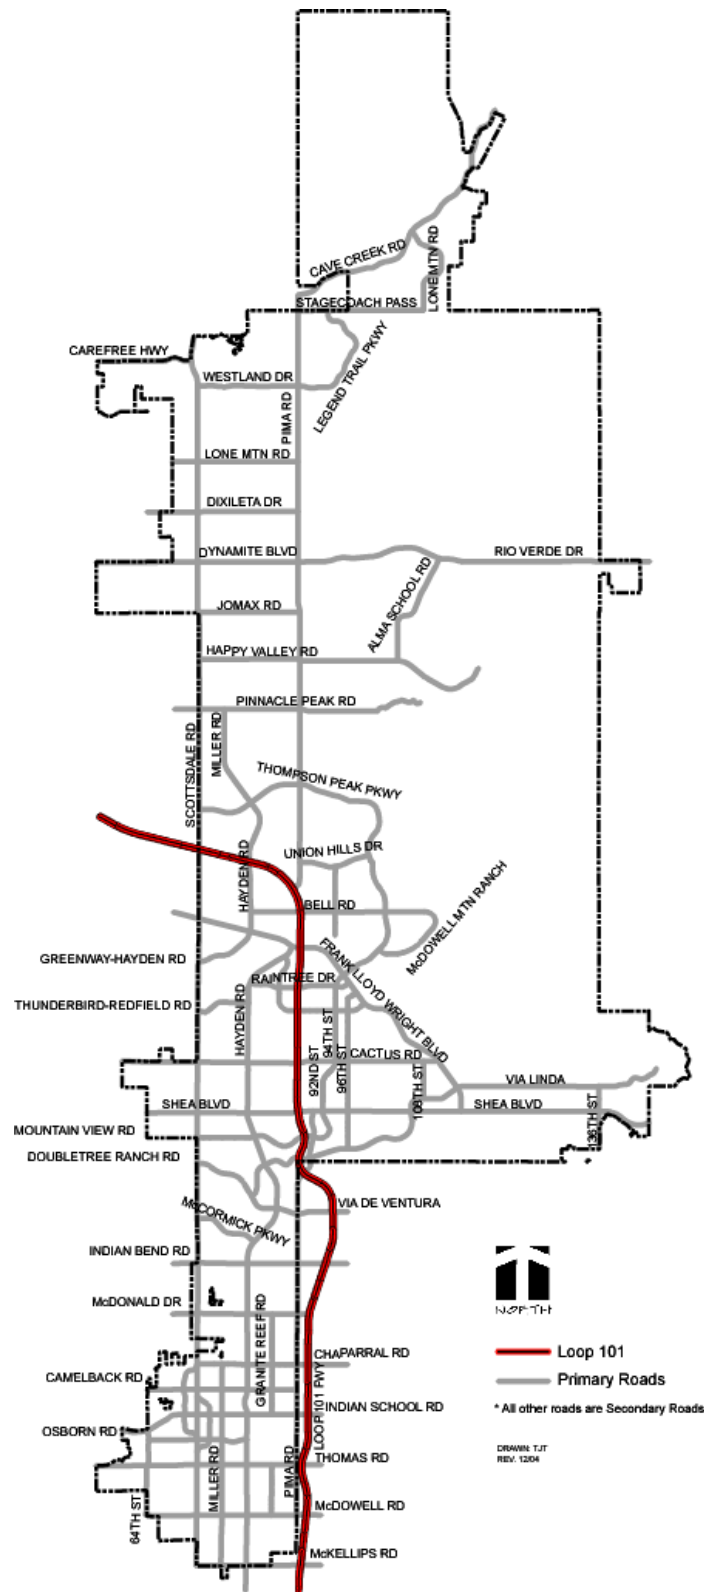 CAVE CREEK RD
LONE MTN RD
STAGECOACH PASS
CAREFREE HWY
WESTLAND DR
LEGEND TRAIL PKWY
PIMA RD
LONE MTN RD
DIXILETA DR
DYNAMITE BLVD
RIO VERDE DR
ALMA SCHOOL RD
JOMAX RD
HAPPY VALLEY RD
PINNACLE PEAK RD
SCOTTSDALE RD
MILLER RD
THOMPSON PEAK PKWY
UNION HILLS DR
HAYDEN RD
BELL RD
McDOWELL MTN RANCH
GREENWAY-HAYDEN RD
FRANK LLOYD WRIGHT BLVD
RAINTREE DR
THUNDERBIRD-REDFIELD RD
HAYDEN RD
94TH ST
92ND ST
96TH ST
CACTUS RD
108TH ST
VIA LINDA
SHEA BLVD
SHEA BLVD
136TH ST
MOUNTAIN VIEW RD
DOUBLETREE RANCH RD
McCORMICK PKWY
VIA DE VENTURA
INDIAN BEND RD
McDONALD DR
GRANITE REEF RD
CHAPARRAL RD
CAMELBACK RD
LOOP 101 FWY
INDIAN SCHOOL RD
OSBORN RD
MILLER RD
PIMA RD
THOMAS RD
64TH ST
McDOWELL RD
McKELLIPS RD
NORTH
Loop 101
Primary Roads
* All other roads are Secondary Roads
DRAWN: TJT
REV. 12/04